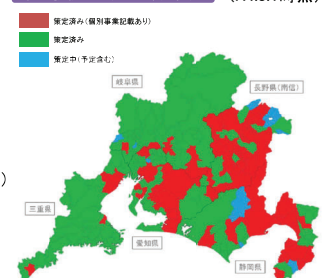 策定済み（個別事業記載あり）
策定済み
策定中（予定含む）
岐阜県
長野県（南信）
三重県
愛知県
静岡県